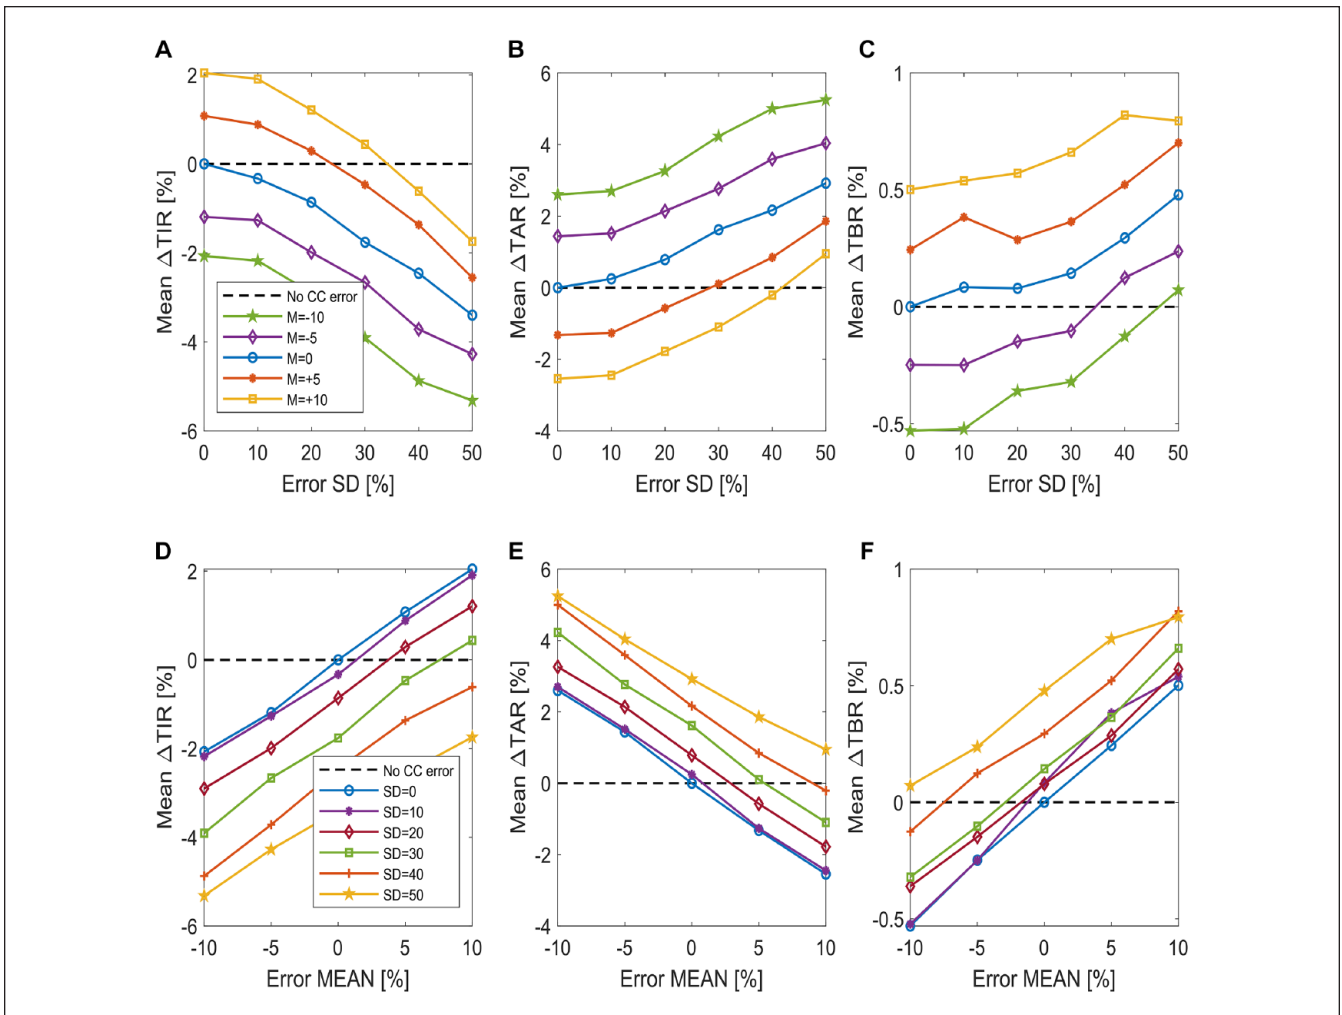 A
Mean ΔTIR [%]
2
0
-2
-4
-6
No CC error
M=-10
M=-5
M=0
M=+5
M=+10
0 10 20 30 40 50
Error SD [%]
B
Mean ΔTAR [%]
6
4
2
0
-2
-4
0 10 20 30 40 50
Error SD [%]
C
Mean ΔTBR [%]
1
0.5
0
-0.5
0 10 20 30 40 50
Error SD [%]
D
Mean ΔTIR [%]
2
0
-2
-4
-6
No CC error
SD=0
SD=10
SD=20
SD=30
SD=40
SD=50
-10 -5 0 5 10
Error MEAN [%]
E
Mean ΔTAR [%]
6
4
2
0
-2
-4
-10 -5 0 5 10
Error MEAN [%]
F
Mean ΔTBR [%]
1
0.5
0
-0.5
-10 -5 0 5 10
Error MEAN [%]